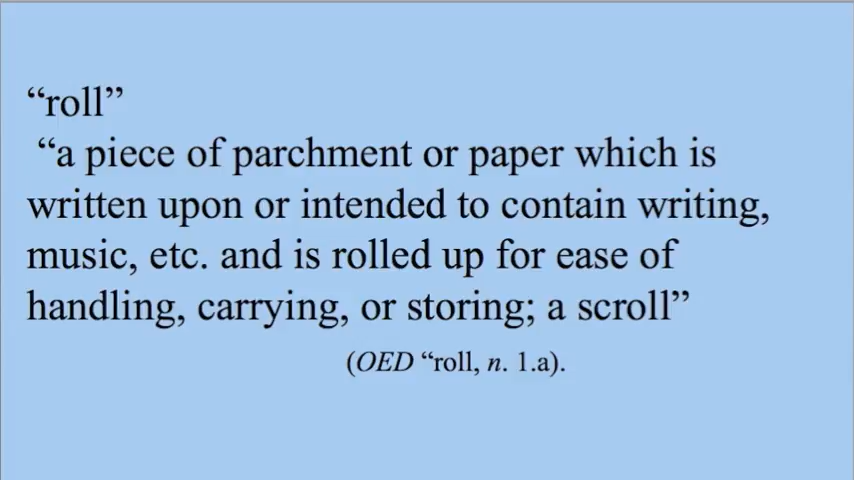 “roll”
“a piece of parchment or paper which is
written upon or intended to contain writing,
music, etc. and is rolled up for ease of
handling, carrying, or storing; a scroll”
(OED “roll, n. 1.a).